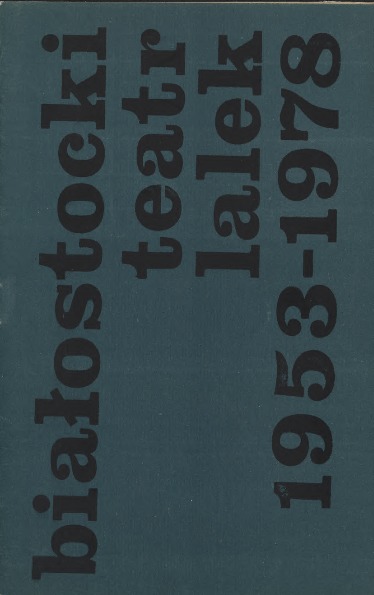 białostocki
teatr
lalek
1953-1978